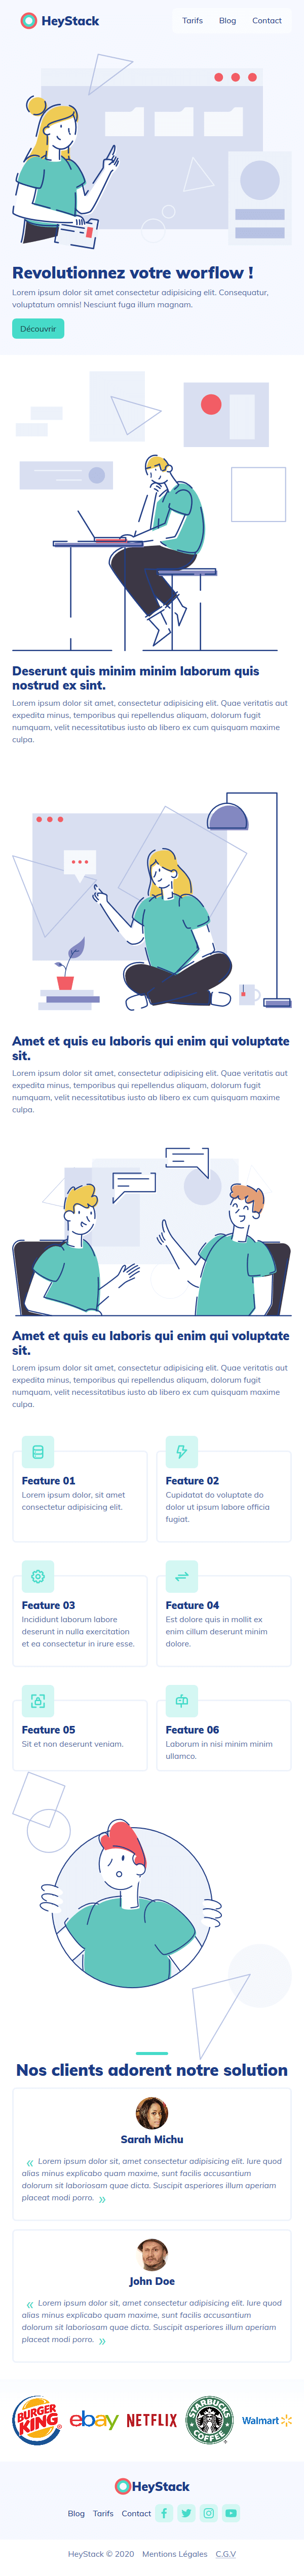 HeyStack
Tarifs Blog Contact
Revolutionnez votre worflow !
Lorem ipsum dolor sit amet consectetur adipisicing elit. Consequatur,
voluptatum omnis! Nesciunt fuga illum magnam.
Découvrir
Deserunt quis minim minim laborum quis
nostrud ex sint.
Lorem ipsum dolor sit amet, consectetur adipisicing elit. Quae veritatis aut
expedita minus, temporibus qui repellendus aliquam, dolorum fugit
numquam, velit necessitatibus iusto ab libero ex cum quisquam maxime
culpa.
Amet et quis eu laboris qui enim qui voluptate
sit.
Lorem ipsum dolor sit amet, consectetur adipisicing elit. Quae veritatis aut
expedita minus, temporibus qui repellendus aliquam, dolorum fugit
numquam, velit necessitatibus iusto ab libero ex cum quisquam maxime
culpa.
Amet et quis eu laboris qui enim qui voluptate
sit.
Lorem ipsum dolor sit amet, consectetur adipisicing elit. Quae veritatis aut
expedita minus, temporibus qui repellendus aliquam, dolorum fugit
numquam, velit necessitatibus iusto ab libero ex cum quisquam maxime
culpa.
Feature 01
Lorem ipsum dolor, sit amet
consectetur adipisicing elit.
Feature 02
Cupidatat do voluptate do
dolor ut ipsum labore officia
fugiat.
Feature 03
Incididunt laborum labore
deserunt in nulla exercitation
et ea consectetur in irure esse.
Feature 04
Est dolore quis in mollit ex
enim cillum deserunt minim
dolore.
Feature 05
Sit et non deserunt veniam.
Feature 06
Laborum in nisi minim minim
ullamco.
Nos clients adorent notre solution
Sarah Michu
« Lorem ipsum dolor sit, amet consectetur adipisicing elit. Iure quod
alias minus explicabo quam maxime, sunt facilis accusantium
dolorum sit laboriosam quae dicta. Suscipit asperiores illum aperiam
placeat modi porro. »
John Doe
« Lorem ipsum dolor sit, amet consectetur adipisicing elit. Iure quod
alias minus explicabo quam maxime, sunt facilis accusantium
dolorum sit laboriosam quae dicta. Suscipit asperiores illum aperiam
placeat modi porro. »
BURGER KING ebay NETFLIX STARBUCKS COFFEE Walmart
HeyStack
Blog Tarifs Contact
HeyStack © 2020 Mentions Légales C.G.V